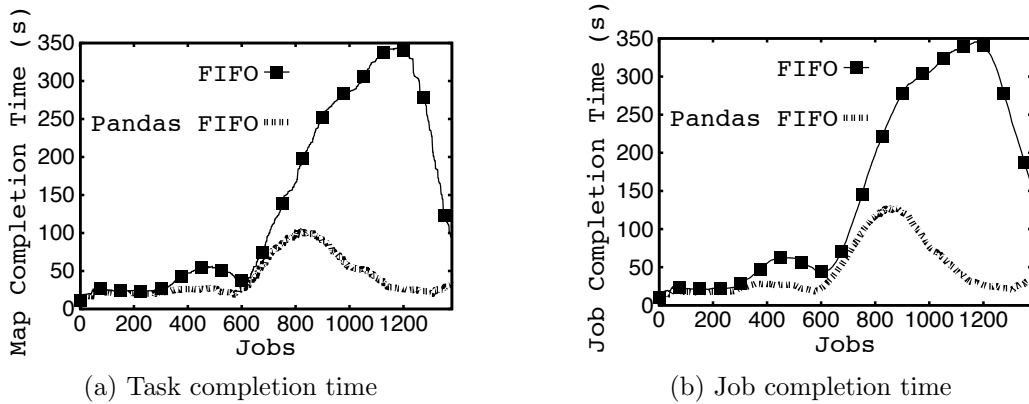 Map Completion Time (s)
350
300
250
200
150
100
50
0
FIFO
Pandas FIFO
0 200 400 600 800 1000 1200
Jobs
(a) Task completion time
Job Completion Time (s)
350
300
250
200
150
100
50
0
FIFO
Pandas FIFO
0 200 400 600 800 1000 1200
Jobs
(b) Job completion time